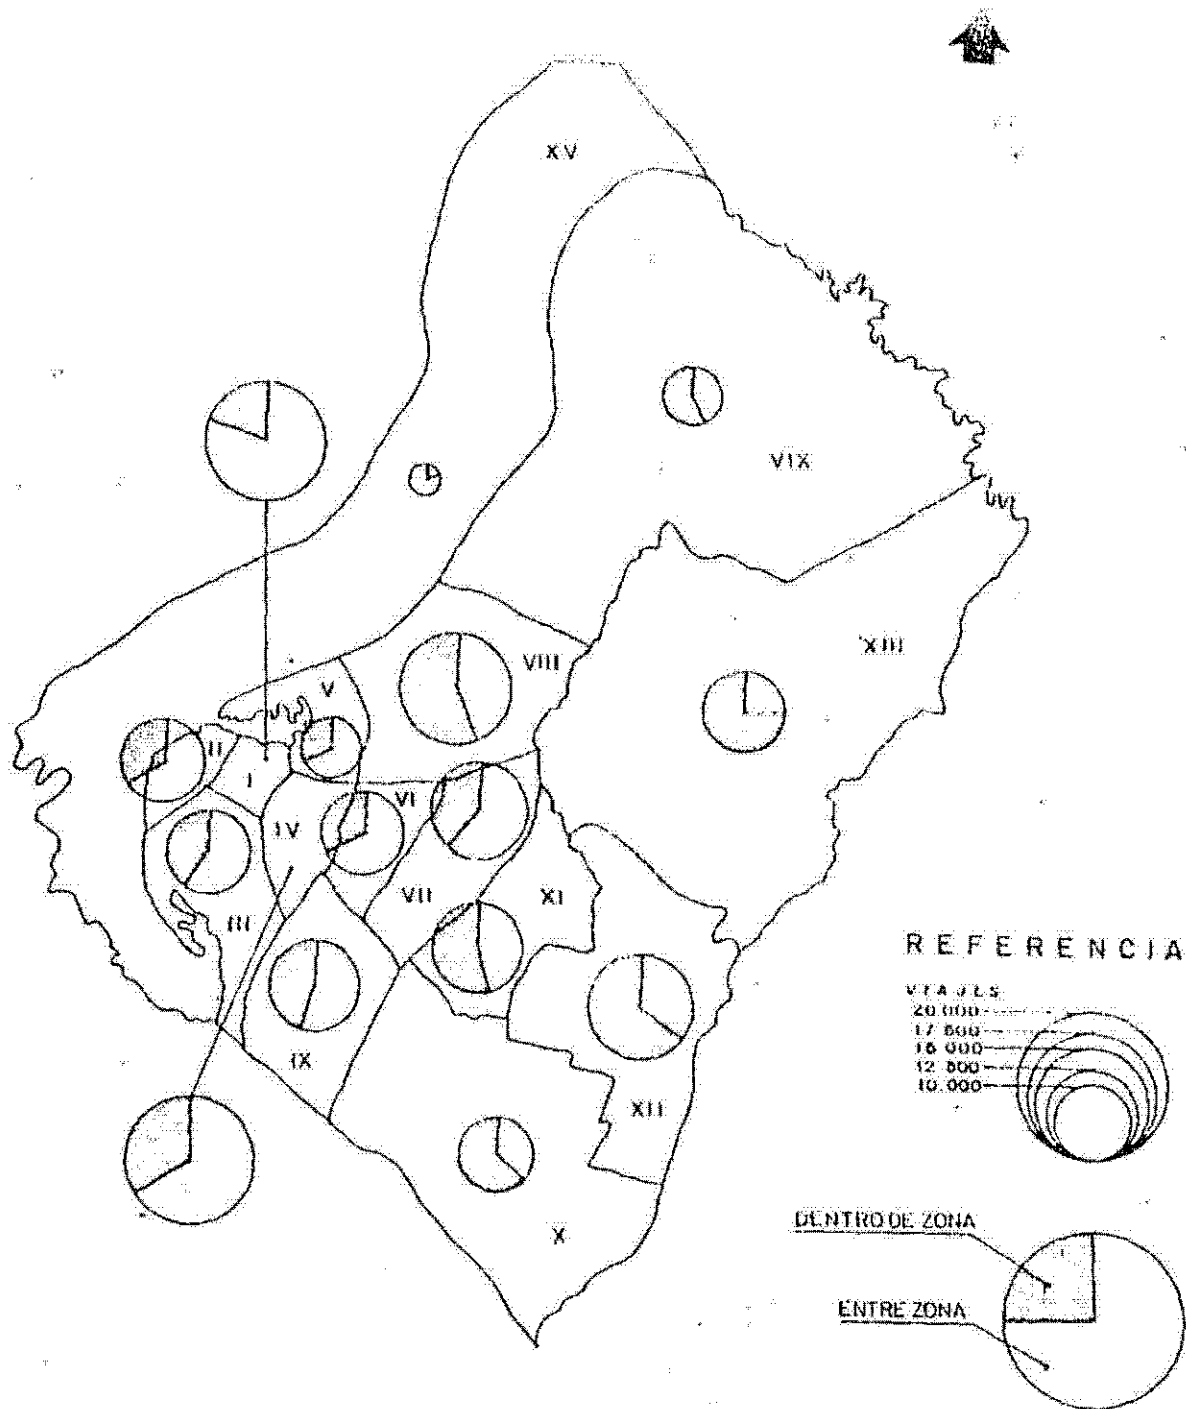 XV
VIX
XIII
VIII
V
II
I
VI
IV
VII
XI
III
IX
XII
X
REFERENCIA
VIAJES
20.000
17 500
15 000
12 500
10.000
DENTRO DE ZONA
ENTRE ZONA